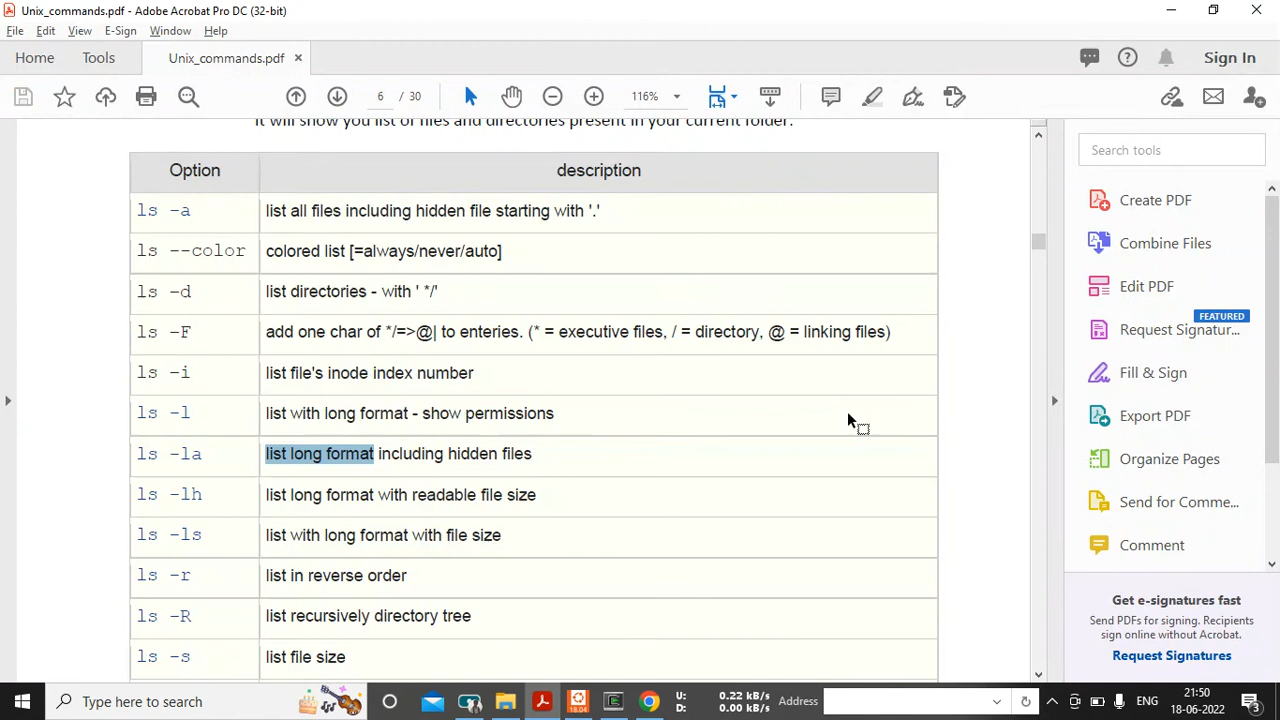 Unix_commands.pdf - Adobe Acrobat Pro DC (32-bit)
File Edit View E-Sign Window Help
Home Tools Unix_commands.pdf × Sign In
6 / 30 116%
It will show you list of files and directories present in your current folder.
Option description
ls -a list all files including hidden file starting with '.'
ls --color colored list [=always/never/auto]
ls -d list directories - with ' */'
ls -F add one char of */=>@| to enteries. (* = executive files, / = directory, @ = linking files)
ls -i list file's inode index number
ls -l list with long format - show permissions
ls -la list long format including hidden files
ls -lh list long format with readable file size
ls -ls list with long format with file size
ls -r list in reverse order
ls -R list recursively directory tree
ls -s list file size
Search tools
Create PDF
Combine Files
Edit PDF
FEATURED
Request Signatur...
Fill & Sign
Export PDF
Organize Pages
Send for Comme...
Comment
Get e-signatures fast
Send PDFs for signing. Recipients
sign online without Acrobat.
Request Signatures
Type here to search
18.04
U: 0.22 kB/s
D: 0.00 kB/s
Address
ENG
21:50
18-06-2022
3